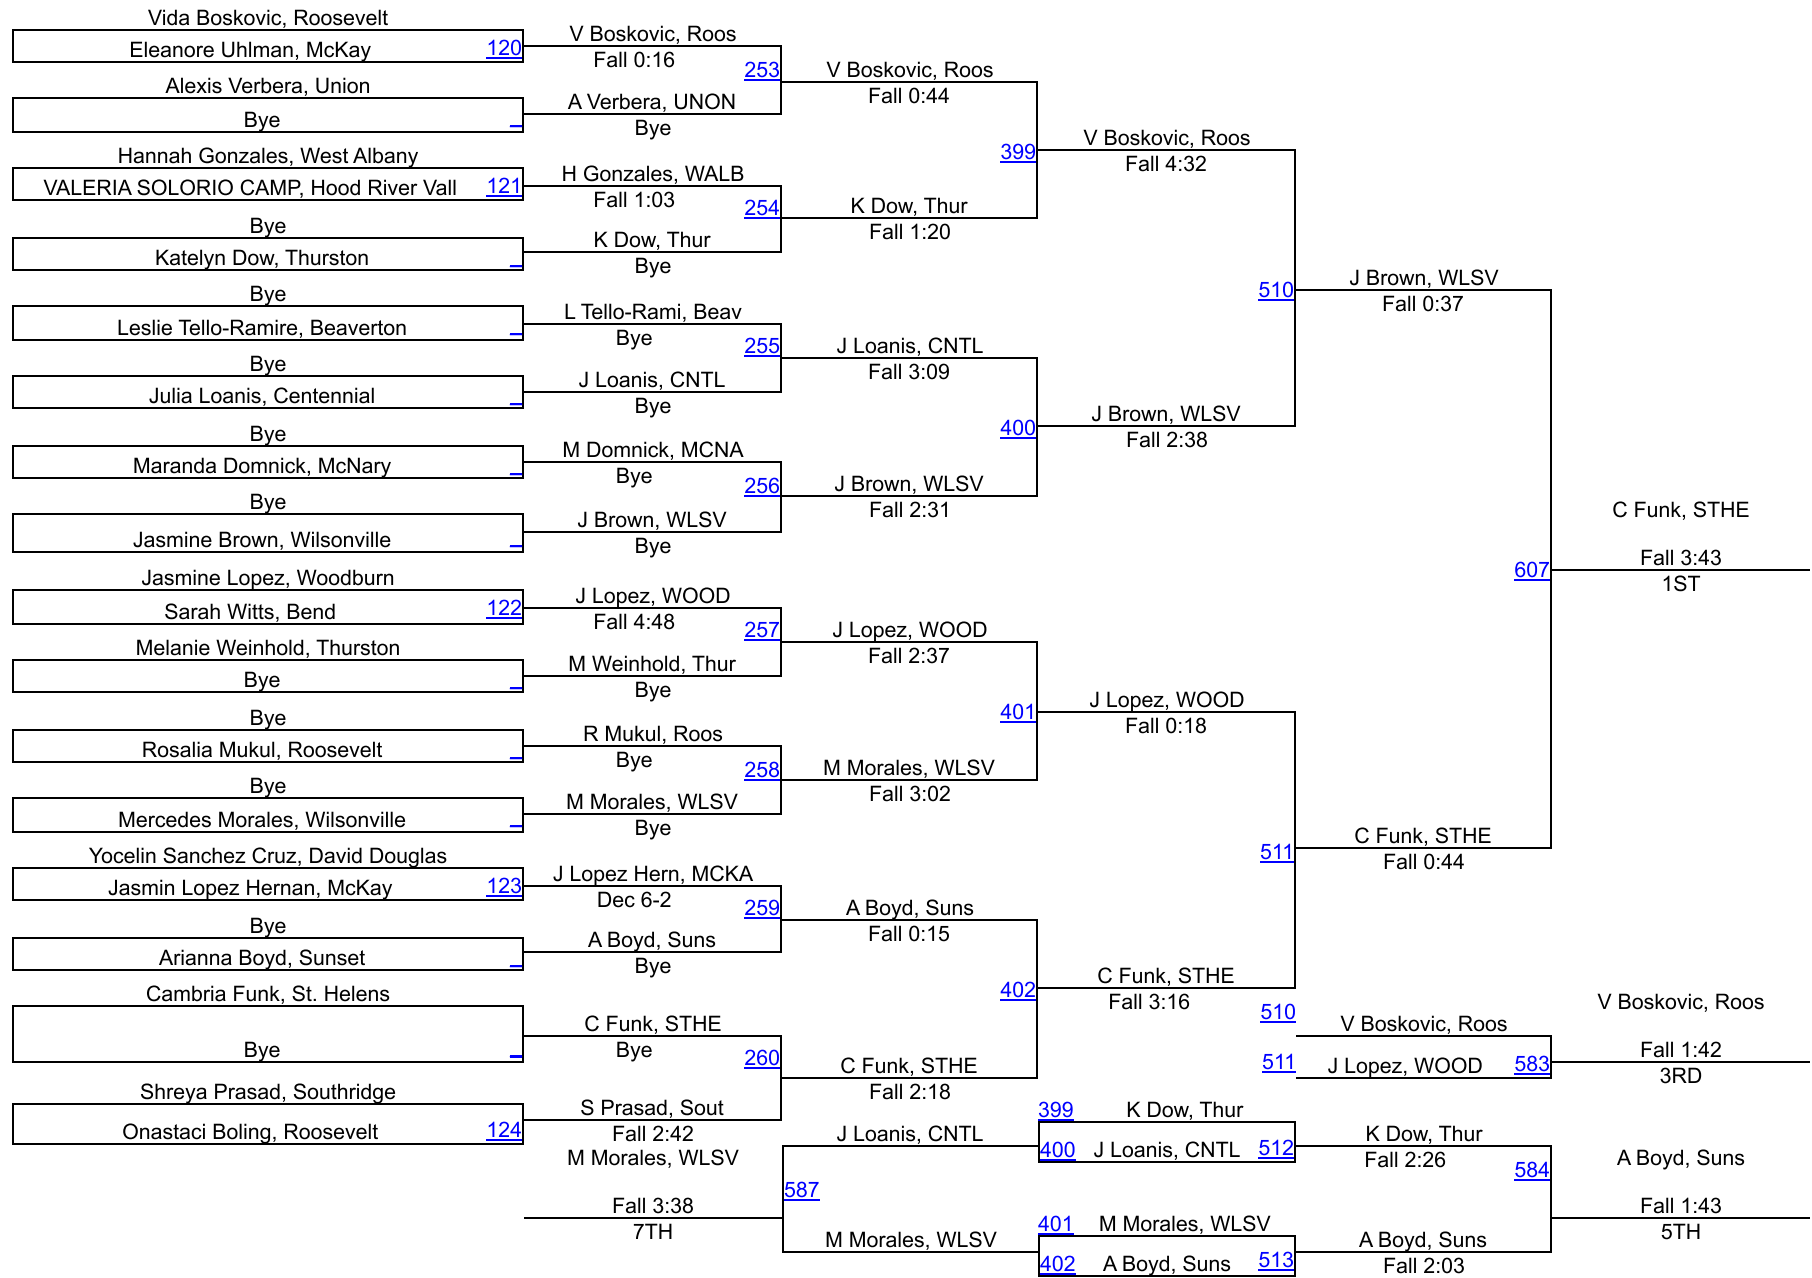 Vida Boskovic, Roosevelt
Eleanore Uhlman, McKay 120
Alexis Verbera, Union
Bye
Hannah Gonzales, West Albany
VALERIA SOLORIO CAMP, Hood River Vall 121
Bye
Katelyn Dow, Thurston
Bye
Leslie Tello-Ramire, Beaverton
Bye
Julia Loanis, Centennial
Bye
Maranda Domnick, McNary
Bye
Jasmine Brown, Wilsonville
Jasmine Lopez, Woodburn
Sarah Witts, Bend 122
Melanie Weinhold, Thurston
Bye
Bye
Rosalia Mukul, Roosevelt
Bye
Mercedes Morales, Wilsonville
Yocelin Sanchez Cruz, David Douglas
Jasmin Lopez Hernan, McKay 123
Bye
Arianna Boyd, Sunset
Cambria Funk, St. Helens
Bye
Shreya Prasad, Southridge
Onastaci Boling, Roosevelt 124
V Boskovic, Roos
Fall 0:16
253
A Verbera, UNON
Bye
H Gonzales, WALB
Fall 1:03
254
K Dow, Thur
Bye
L Tello-Rami, Beav
Bye
255
J Loanis, CNTL
Bye
M Domnick, MCNA
Bye
256
J Brown, WLSV
Bye
J Lopez, WOOD
Fall 4:48
257
M Weinhold, Thur
Bye
R Mukul, Roos
Bye
258
M Morales, WLSV
Bye
J Lopez Hern, MCKA
Dec 6-2
259
A Boyd, Suns
Bye
C Funk, STHE
Bye
260
S Prasad, Sout
Fall 2:42
M Morales, WLSV
Fall 3:38
7TH
V Boskovic, Roos
Fall 0:44
399
K Dow, Thur
Fall 1:20
J Loanis, CNTL
Fall 3:09
400
J Brown, WLSV
Fall 2:31
J Lopez, WOOD
Fall 2:37
401
M Morales, WLSV
Fall 3:02
A Boyd, Suns
Fall 0:15
402
C Funk, STHE
Fall 2:18
J Loanis, CNTL
587
M Morales, WLSV
V Boskovic, Roos
Fall 4:32
510
J Brown, WLSV
Fall 2:38
J Lopez, WOOD
Fall 0:18
511
C Funk, STHE
Fall 3:16
399 K Dow, Thur
400 J Loanis, CNTL 512
401 M Morales, WLSV
402 A Boyd, Suns 513
J Brown, WLSV
Fall 0:37
607
C Funk, STHE
Fall 0:44
510
V Boskovic, Roos
511 J Lopez, WOOD 583
K Dow, Thur
Fall 2:26
584
A Boyd, Suns
Fall 2:03
C Funk, STHE
Fall 3:43
1ST
V Boskovic, Roos
Fall 1:42
3RD
A Boyd, Suns
Fall 1:43
5TH